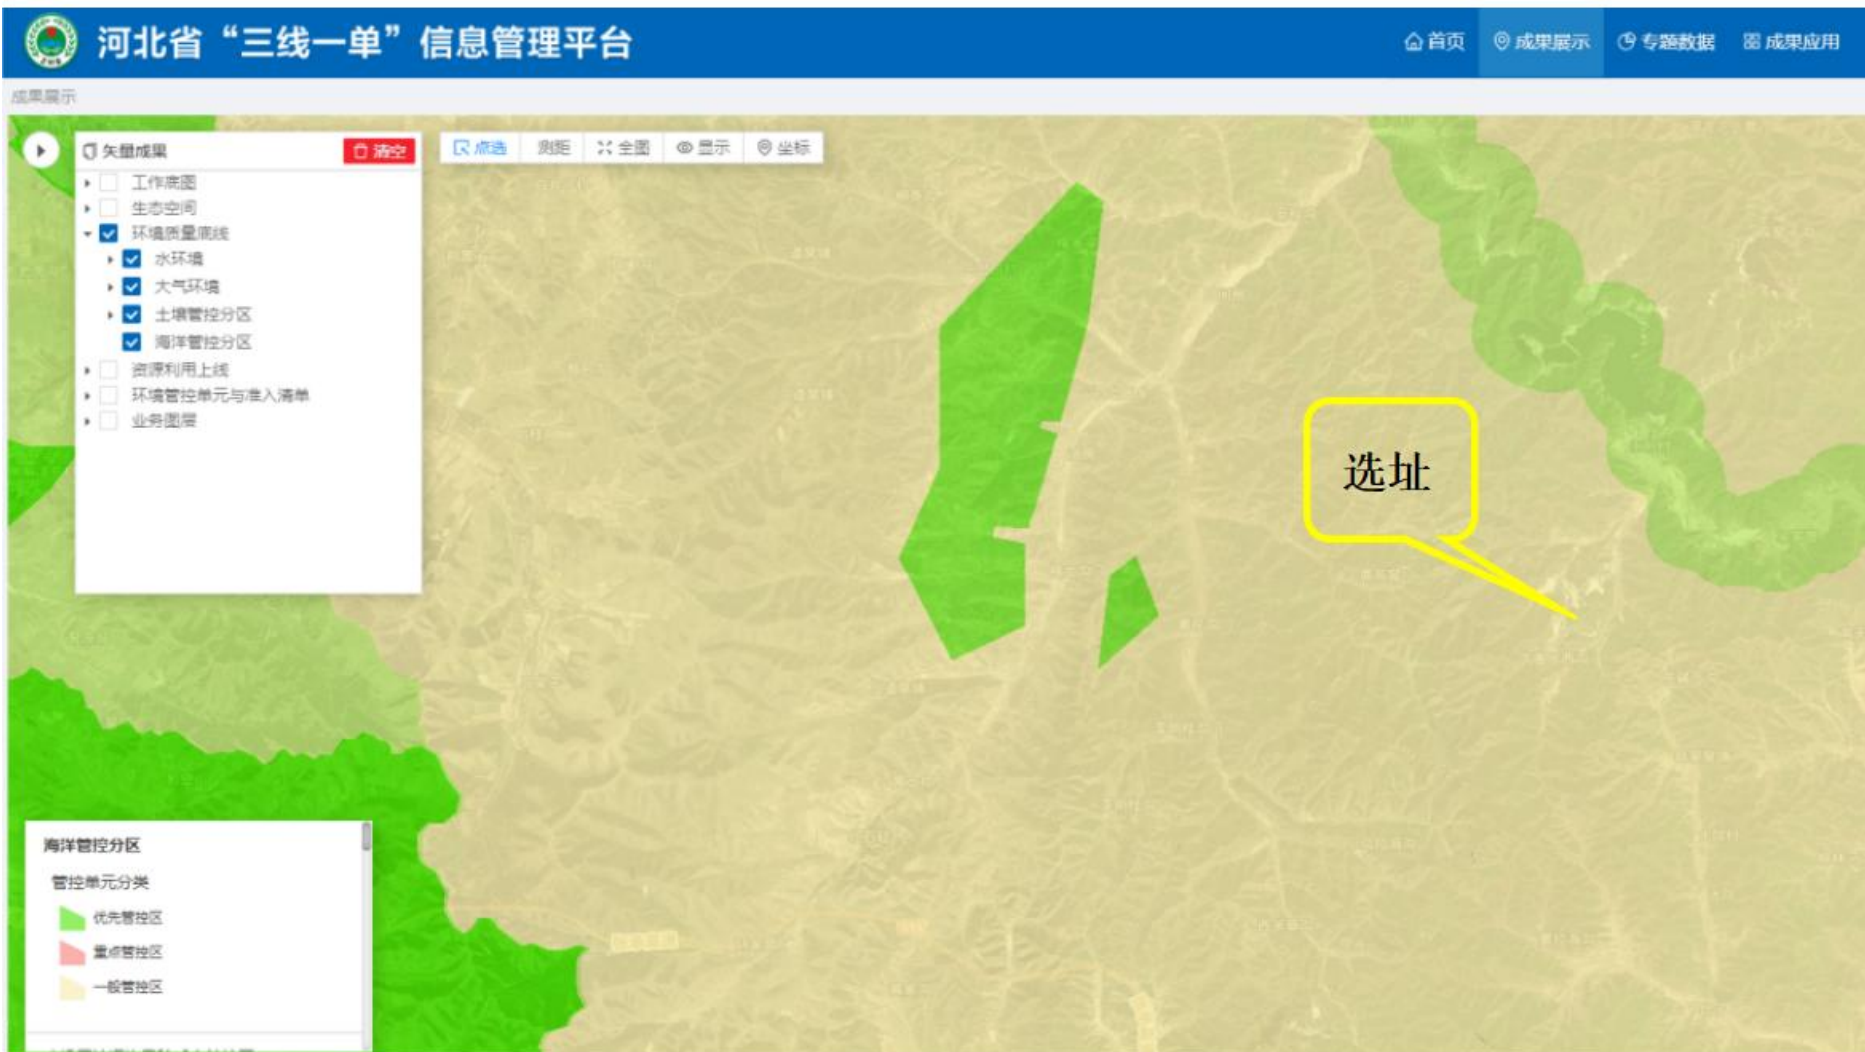 河北省“三线一单”信息管理平台
首页
成果展示
专题数据
成果应用
成果展示
矢量成果
清空
点选
测距
全图
显示
坐标
工作底图
生态空间
环境质量底线
水环境
大气环境
土壤管控分区
海洋管控分区
资源利用上线
环境管控单元与准入清单
业务图层
选址
海洋管控分区
管控单元分类
优先管控区
重点管控区
一般管控区